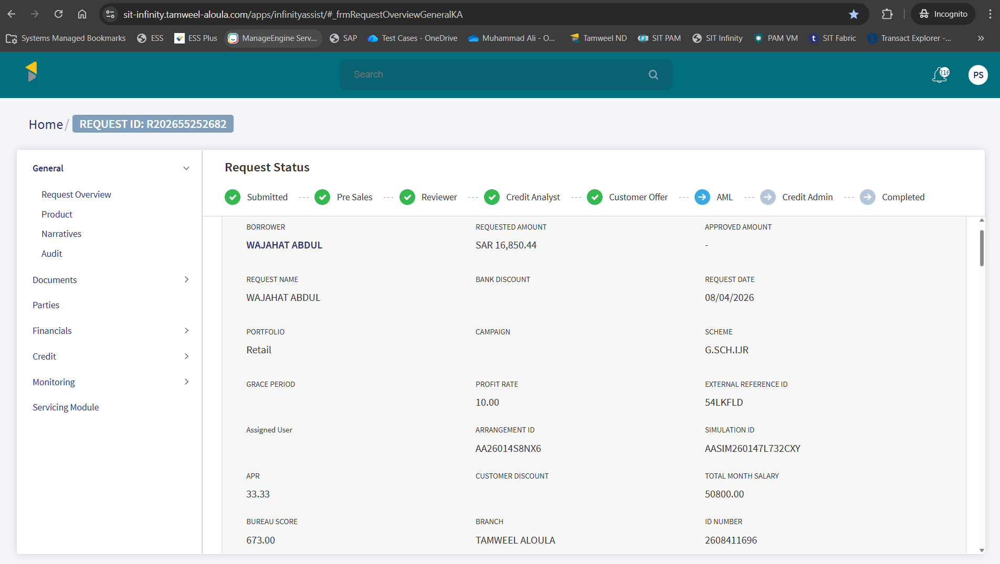 sit-infinity.tamweel-aloula.com/apps/infinityassist/#_frmRequestOverviewGeneralKA
Incognito
Systems Managed Bookmarks
ESS
ESS Plus
ManageEngine Serv...
SAP
Test Cases - OneDrive
Muhammad Ali - O...
Tamweel ND
SIT PAM
SIT Infinity
PAM VM
SIT Fabric
Transact Explorer -...
Search
216
PS
Home / REQUEST ID: R202655252682
General
Request Overview
Product
Narratives
Audit
Documents
Parties
Financials
Credit
Monitoring
Servicing Module
Request Status
Submitted --- Pre Sales --- Reviewer --- Credit Analyst --- Customer Offer --- AML --- Credit Admin --- Completed
BORROWER REQUESTED AMOUNT APPROVED AMOUNT
WAJAHAT ABDUL SAR 16,850.44 -
REQUEST NAME BANK DISCOUNT REQUEST DATE
WAJAHAT ABDUL 08/04/2026
PORTFOLIO CAMPAIGN SCHEME
Retail G.SCH.IJR
GRACE PERIOD PROFIT RATE EXTERNAL REFERENCE ID
10.00 54LKFLD
Assigned User ARRANGEMENT ID SIMULATION ID
AA26014S8NX6 AASIM260147L732CXY
APR CUSTOMER DISCOUNT TOTAL MONTH SALARY
33.33 50800.00
BUREAU SCORE BRANCH ID NUMBER
673.00 TAMWEEL ALOULA 2608411696